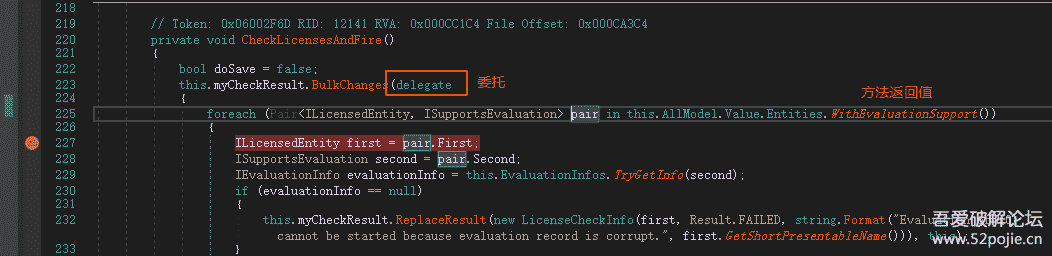 218
219 // Token: 0x06002F6D RID: 12141 RVA: 0x000CC1C4 File Offset: 0x000CA3C4
220 private void CheckLicensesAndFire()
221 {
222 bool doSave = false;
223 this.myCheckResult.BulkChanges(delegate 委托
224 {
方法返回值
225 foreach (Pair<ILicensedEntity, ISupportsEvaluation> pair in this.AllModel.Value.Entities.WithEvaluationSupport())
226 {
227 ILicensedEntity first = pair.First;
228 ISupportsEvaluation second = pair.Second;
229 IEvaluationInfo evaluationInfo = this.EvaluationInfos.TryGetInfo(second);
230 if (evaluationInfo == null)
231 {
232 this.myCheckResult.ReplaceResult(new LicenseCheckInfo(first, Result.FAILED, string.Format("Evaluation
cannot be started because evaluation record is corrupt.", first.GetShortPresentableName())), this
233 }
吾爱破解论坛
www.52pojie.cn